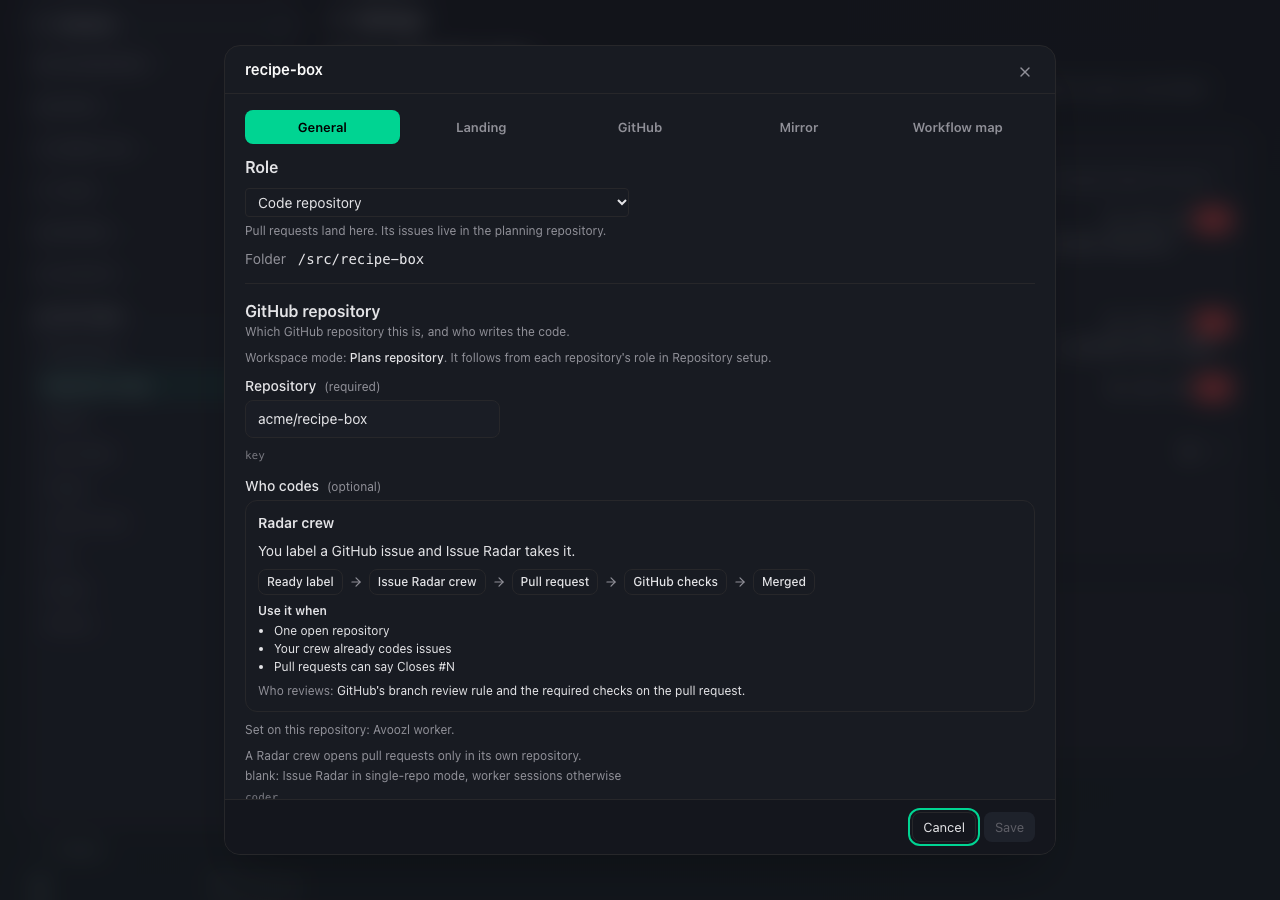 recipe-box
×
General
Landing
GitHub
Mirror
Workflow map
Role
Code repository
Pull requests land here. Its issues live in the planning repository.
Folder /src/recipe-box
GitHub repository
Which GitHub repository this is, and who writes the code.
Workspace mode: Plans repository. It follows from each repository's role in Repository setup.
Repository (required)
acme/recipe-box
key
Who codes (optional)
Radar crew
You label a GitHub issue and Issue Radar takes it.
Ready label → Issue Radar crew → Pull request → GitHub checks → Merged
Use it when
• One open repository
• Your crew already codes issues
• Pull requests can say Closes #N
Who reviews: GitHub's branch review rule and the required checks on the pull request.
Set on this repository: Avoozl worker.
A Radar crew opens pull requests only in its own repository.
blank: Issue Radar in single-repo mode, worker sessions otherwise
coder
Cancel
Save